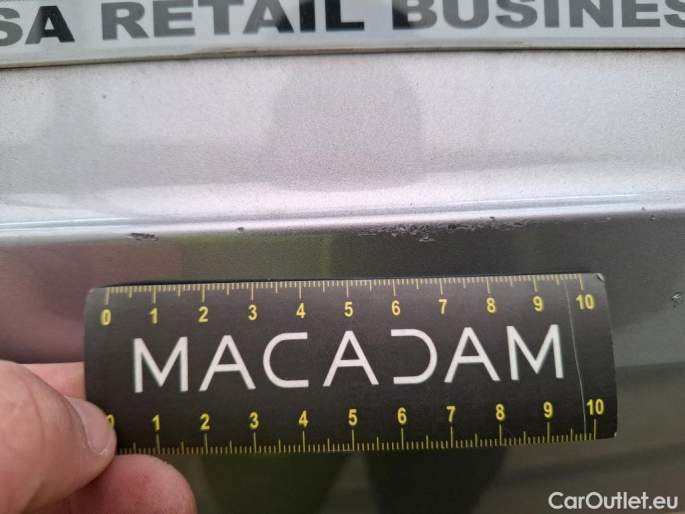 SA RETAIL BUSINES
0 1 2 3 4 5 6 7 8 9 10
MACADAM
1 2 3 4 5 6 7 8 9 10
CarOutlet.eu